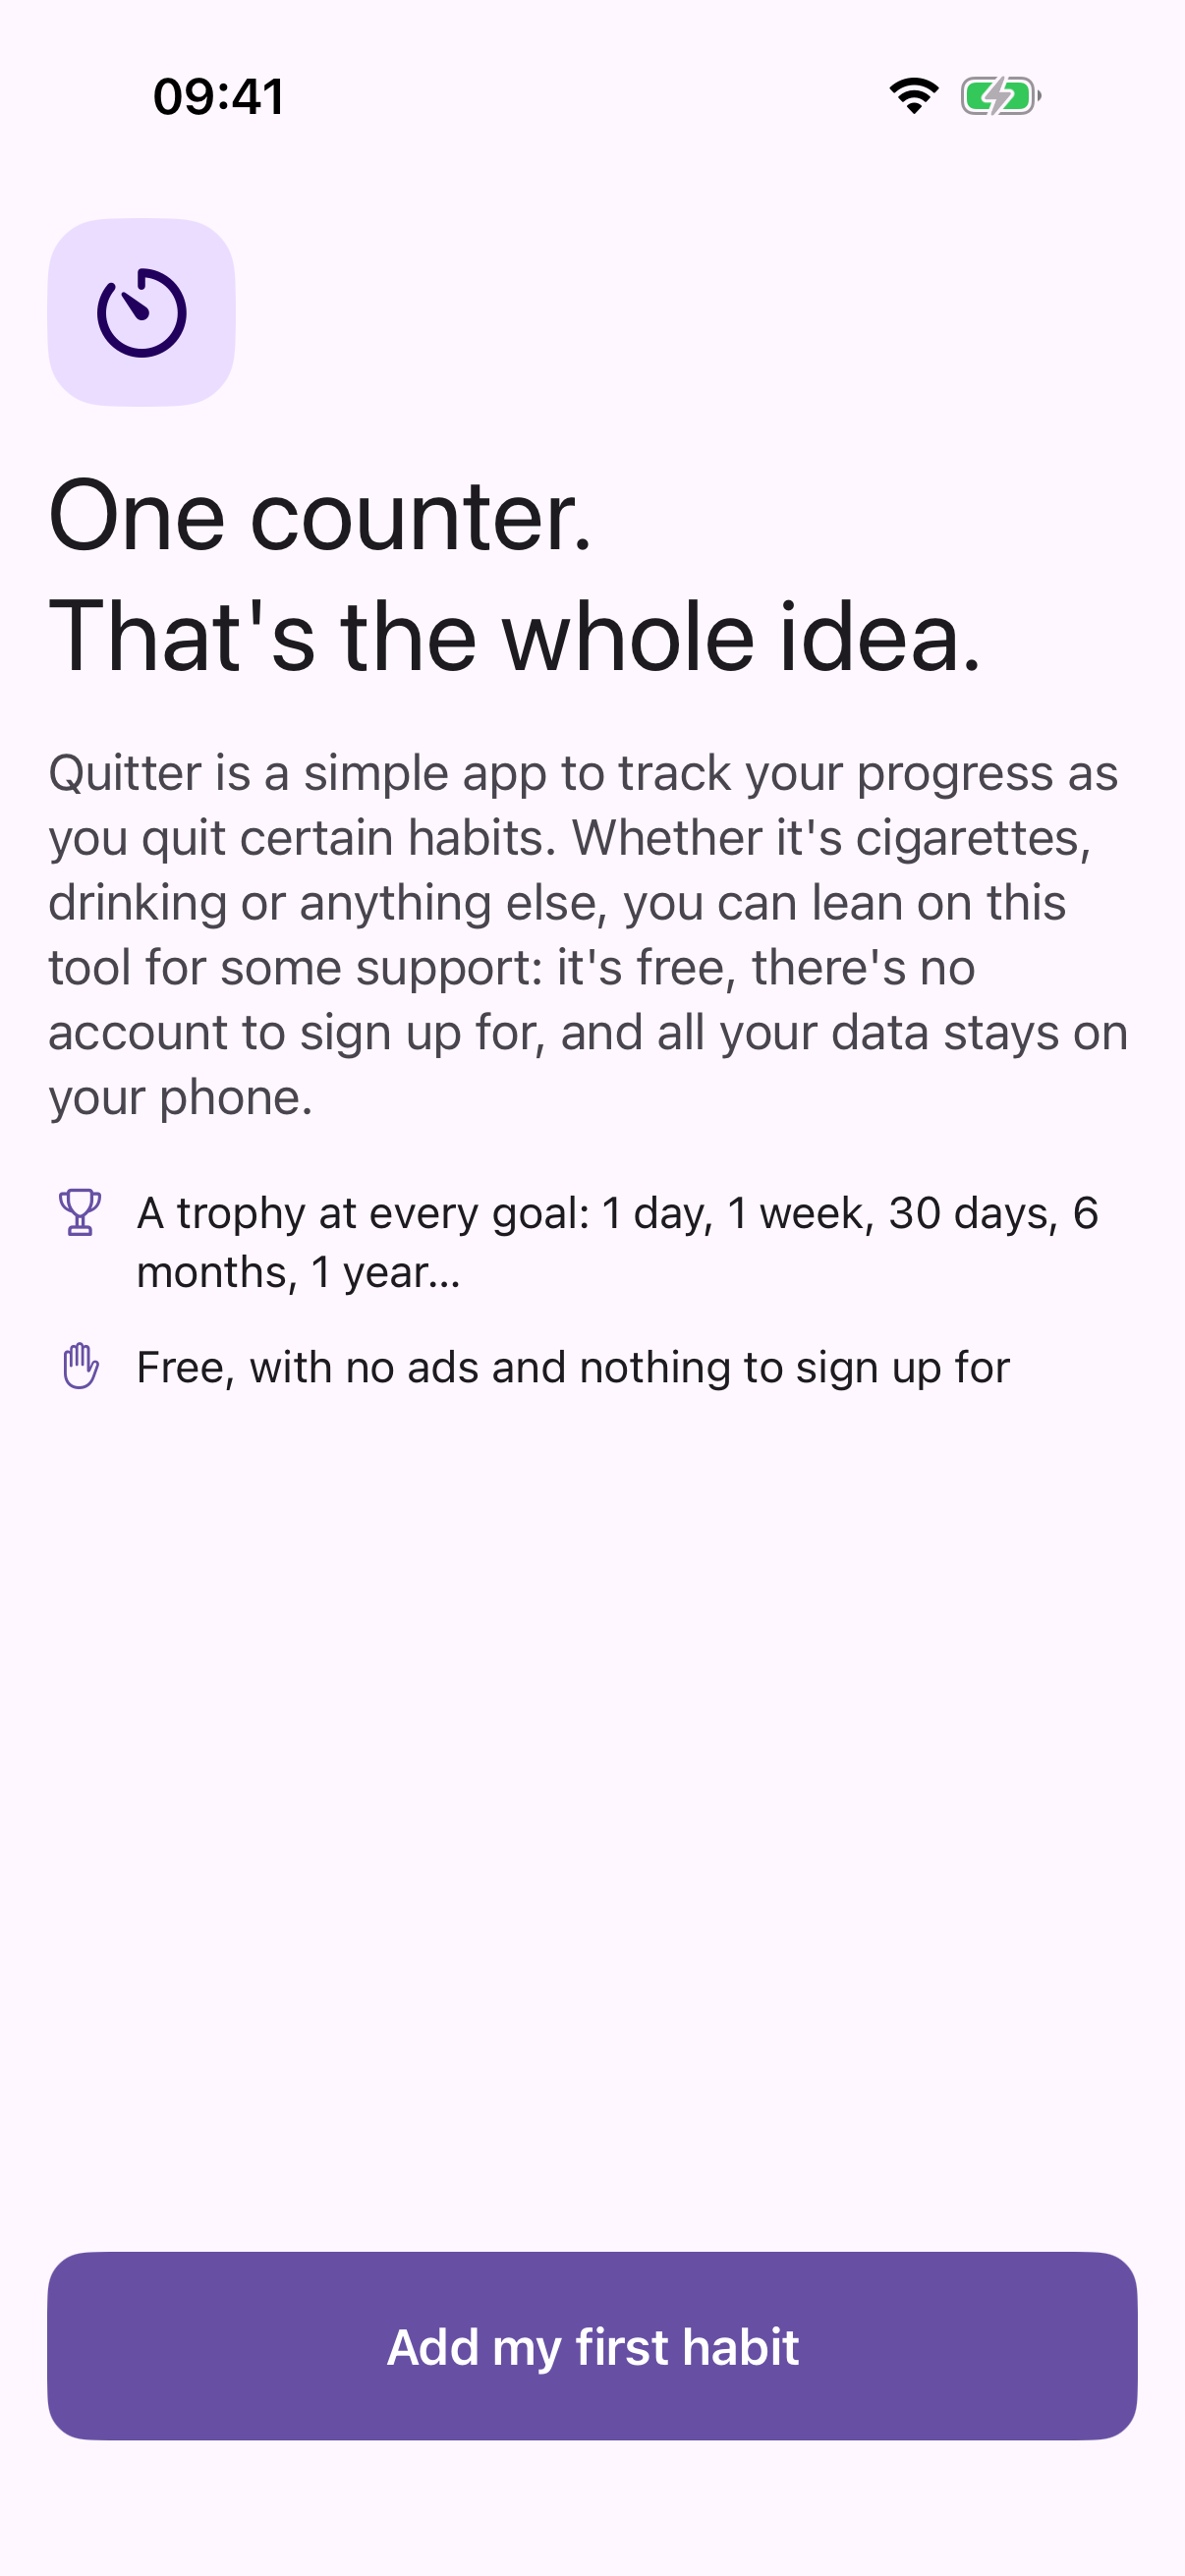 09:41
One counter.
That's the whole idea.
Quitter is a simple app to track your progress as
you quit certain habits. Whether it's cigarettes,
drinking or anything else, you can lean on this
tool for some support: it's free, there's no
account to sign up for, and all your data stays on
your phone.
A trophy at every goal: 1 day, 1 week, 30 days, 6
months, 1 year...
Free, with no ads and nothing to sign up for
Add my first habit